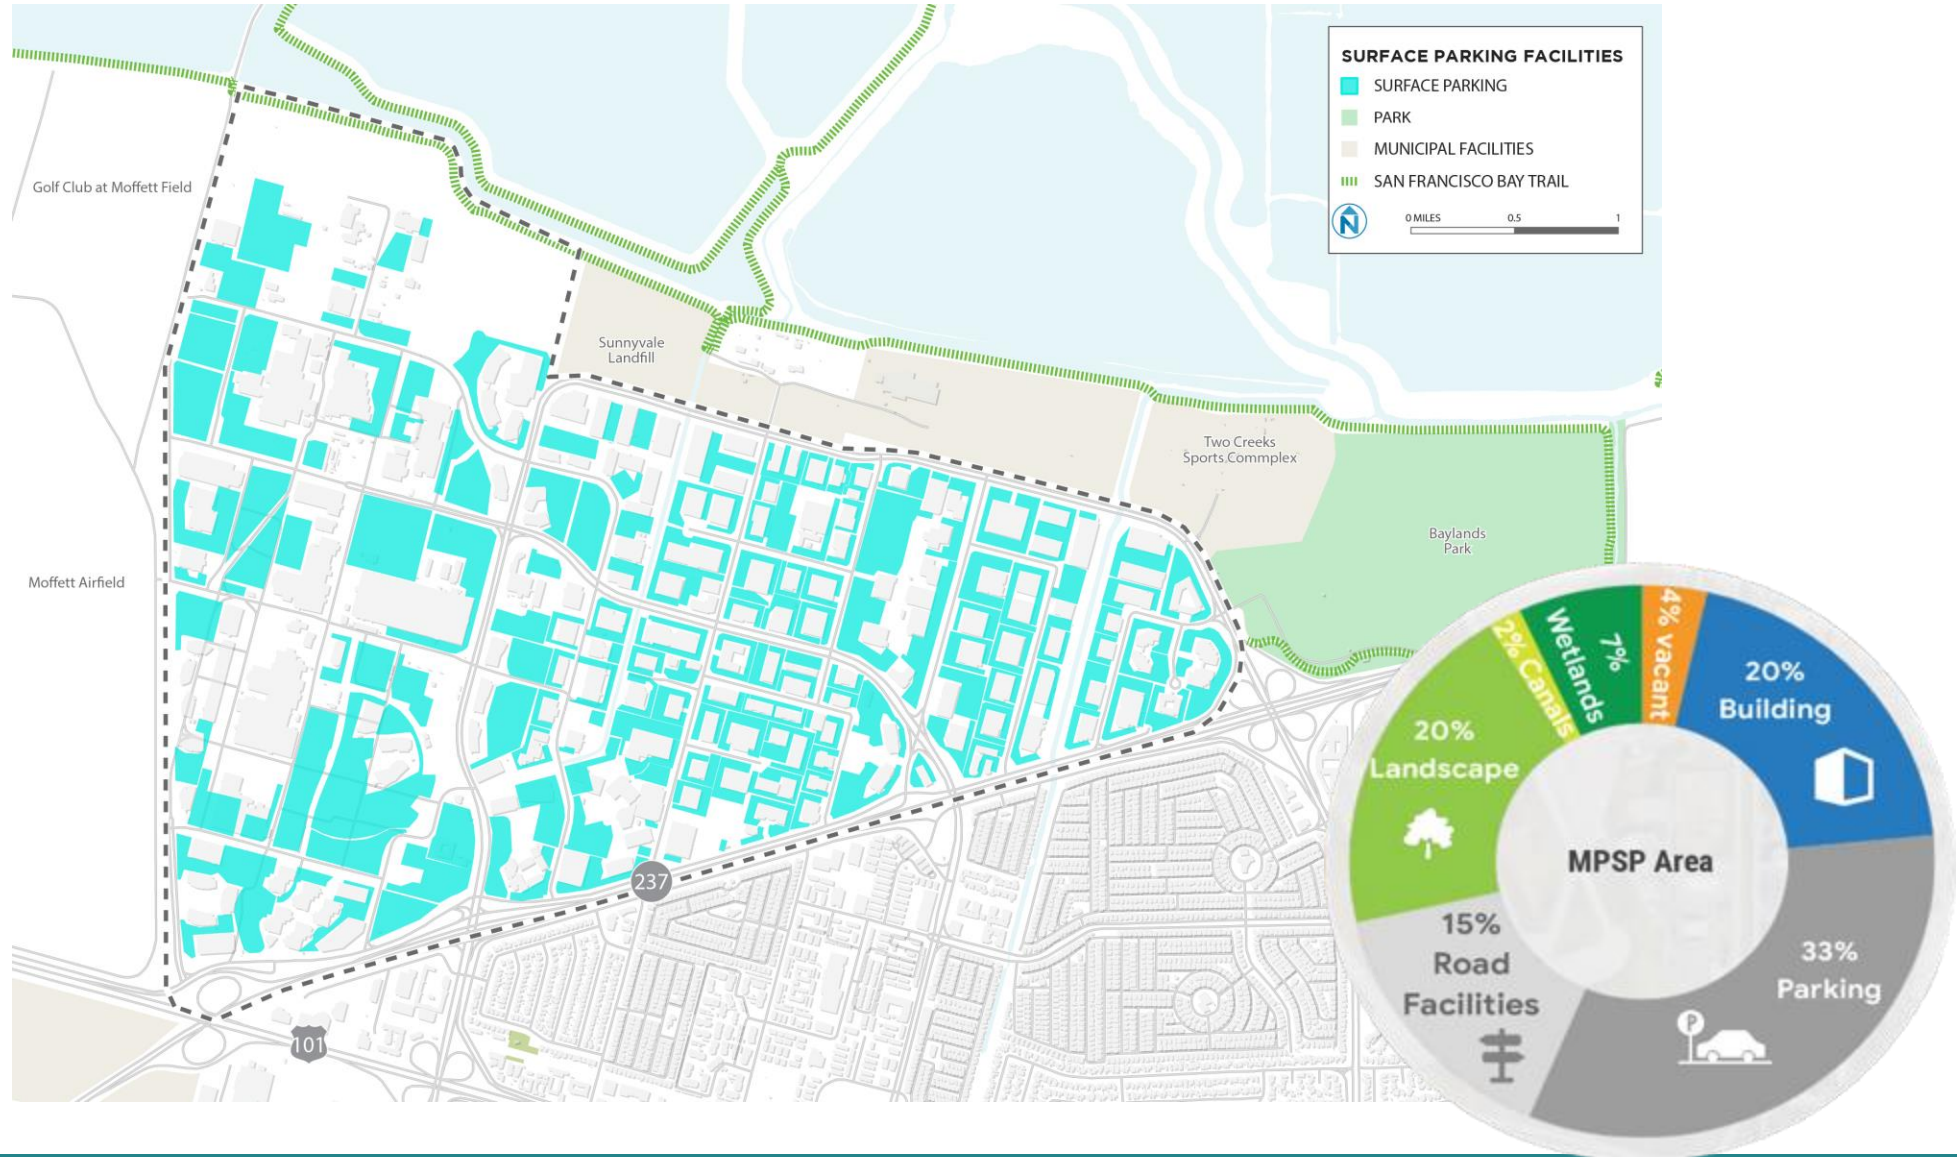 SURFACE PARKING FACILITIES
SURFACE PARKING
PARK
MUNICIPAL FACILITIES
SAN FRANCISCO BAY TRAIL
N
0 MILES 0.5 1
Golf Club at Moffett Field
Sunnyvale
Landfill
Two Creeks
Sports.Commplex
Baylands
Park
Moffett Airfield
237
101
4% vacant
7%
Wetlands
2% Canals
20%
Building
20%
Landscape
MPSP Area
15%
Road
Facilities
33%
Parking
P